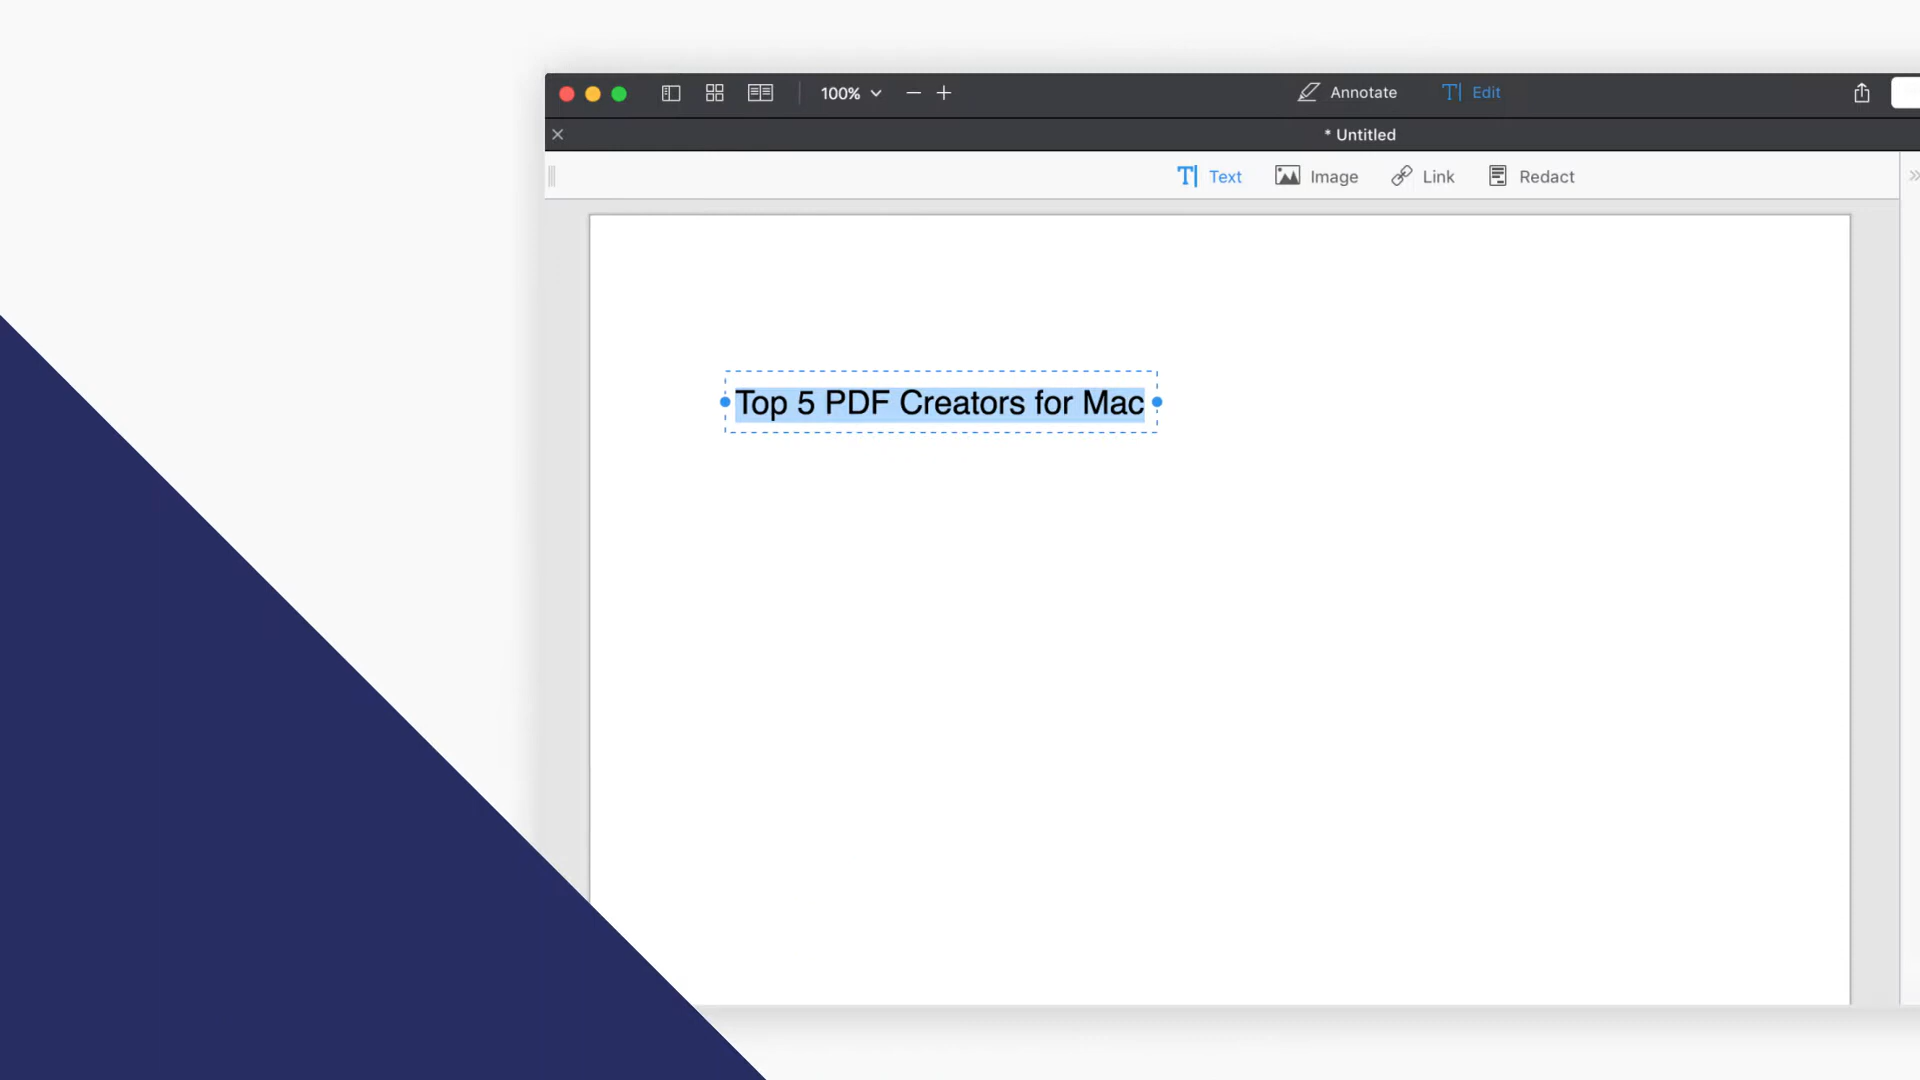 100%
Annotate
Edit
* Untitled
Text
Image
Link
Redact
Top 5 PDF Creators for Mac